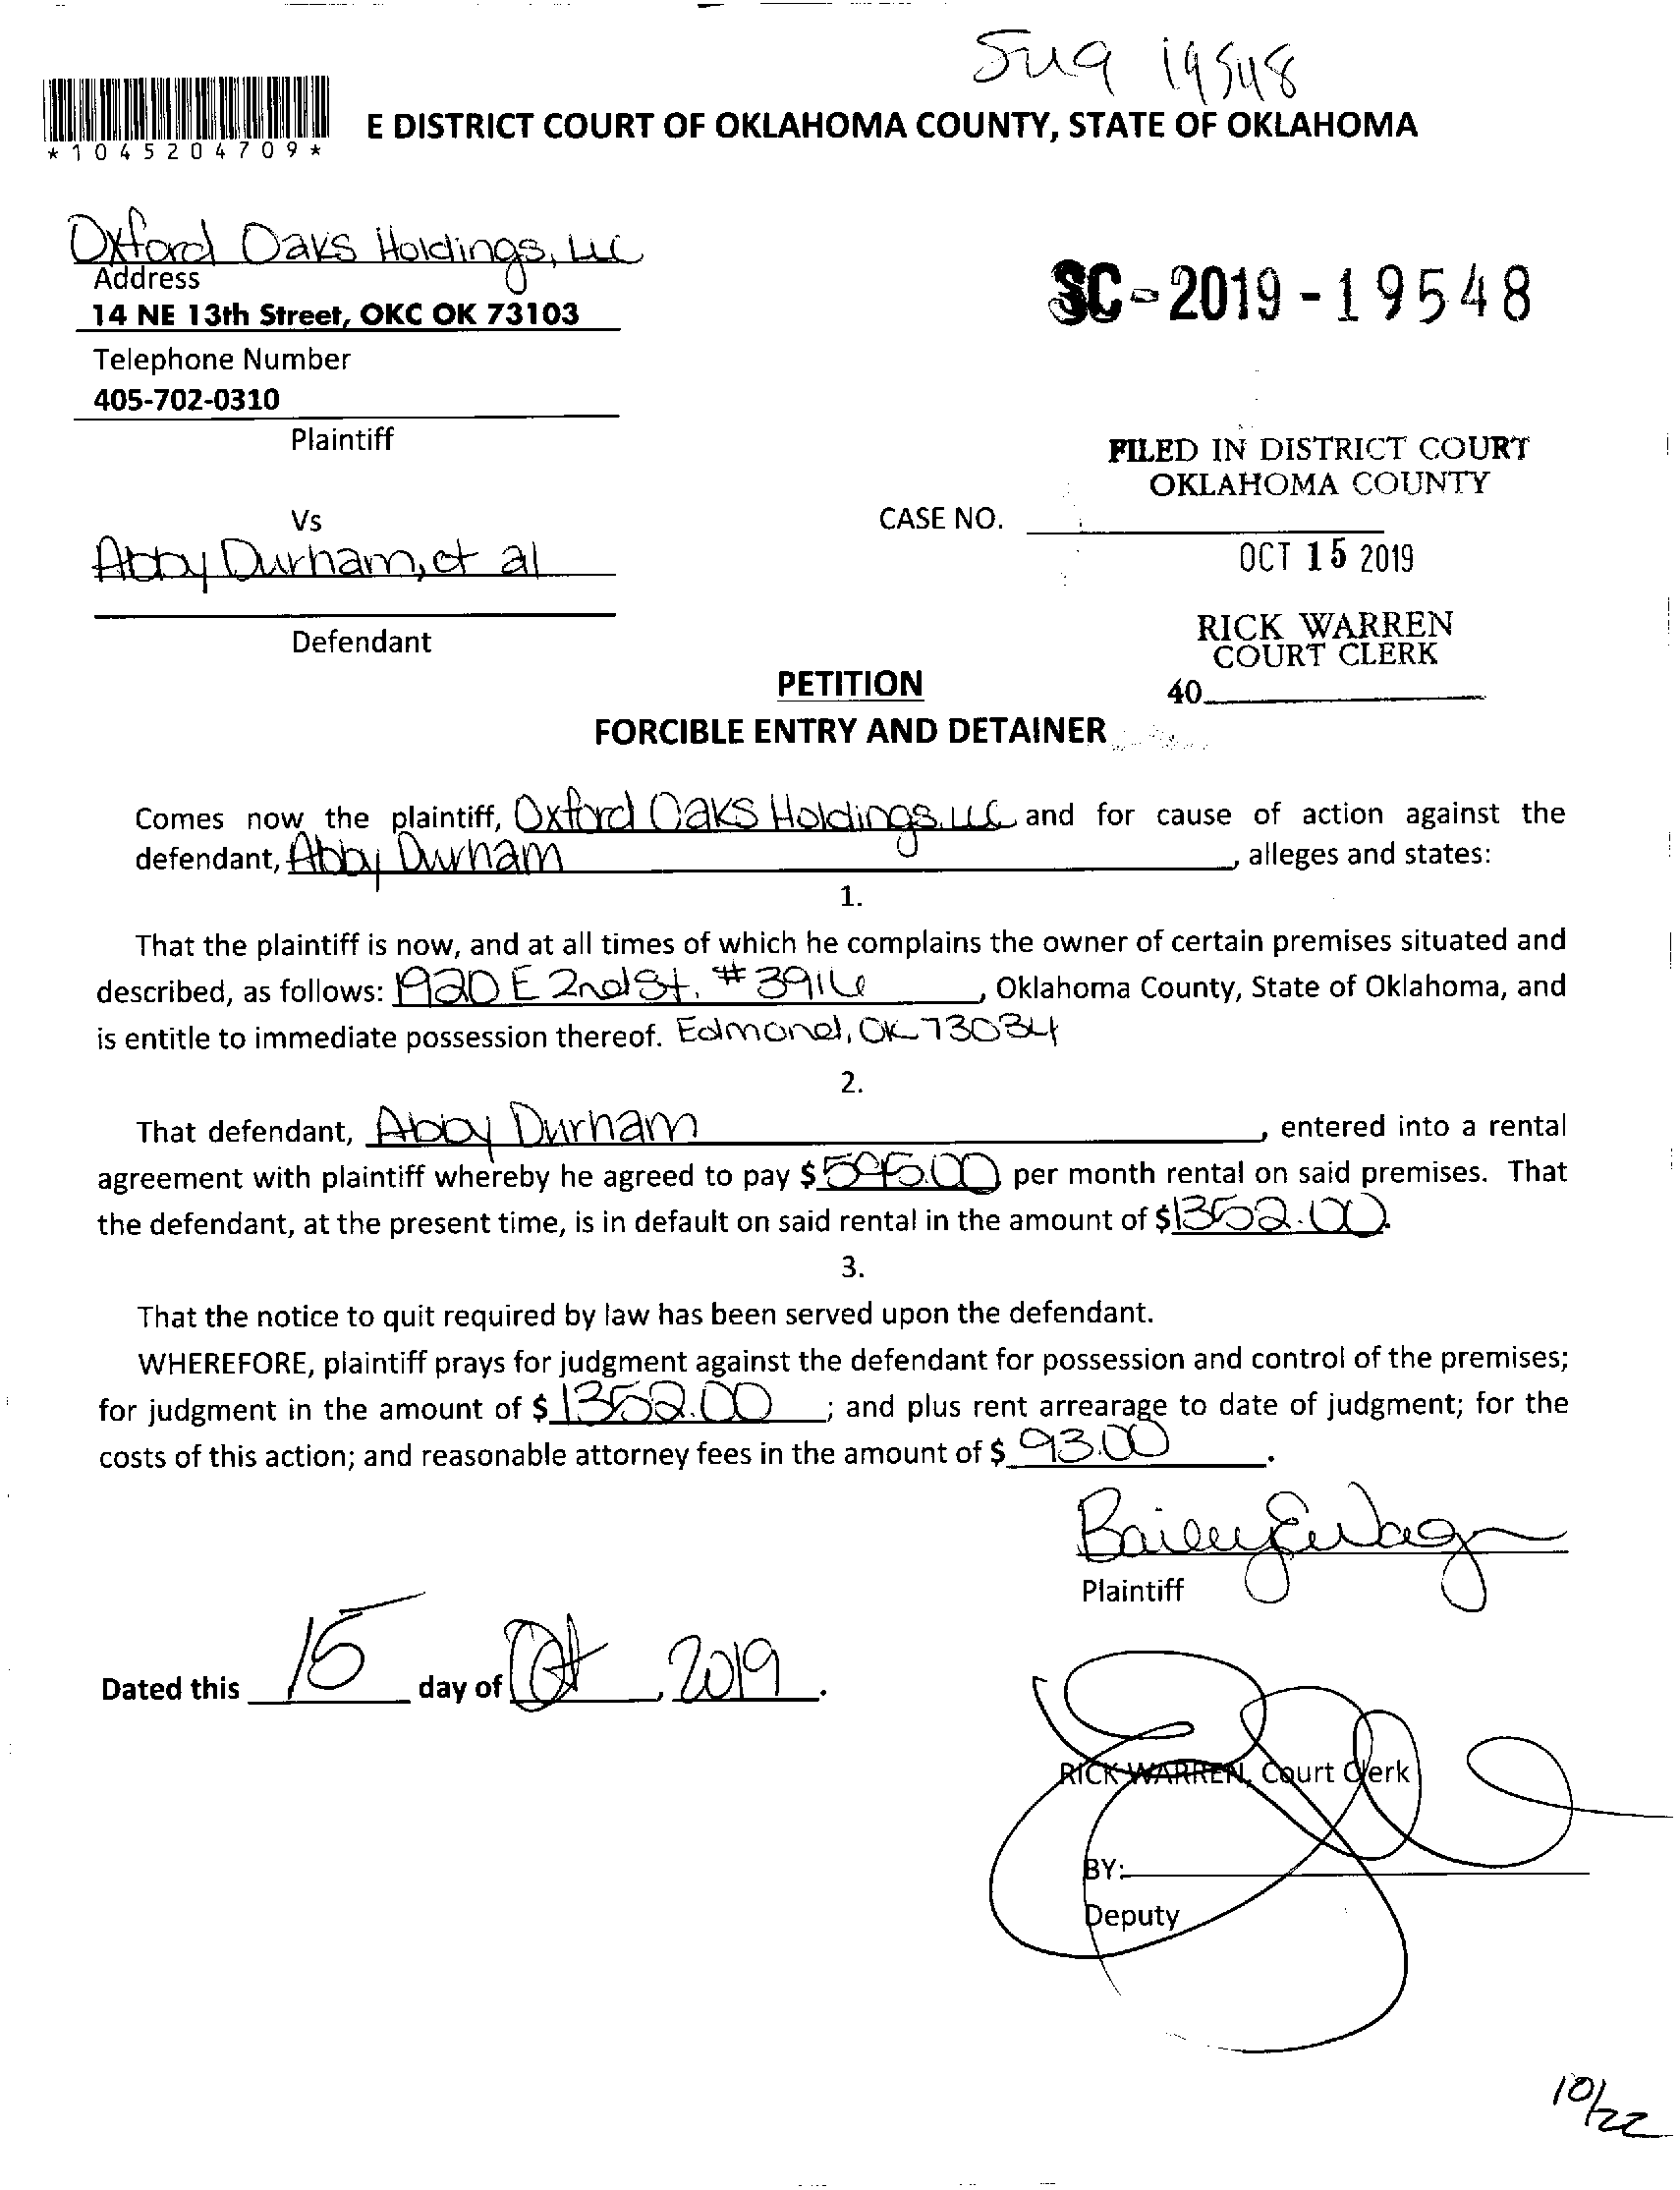 19548
E DISTRICT COURT OF OKLAHOMA COUNTY, STATE OF OKLAHOMA
*1045204709*
Oxford Oaks Holdings, LLC
Address
14 NE 13th Street, OKC OK 73103
SC-2019-19548
Telephone Number
405-702-0310
Plaintiff
FILED IN DISTRICT COURT
OKLAHOMA COUNTY
Vs
CASE NO.
Abby Durham, et al
OCT 15 2019
Defendant
RICK WARREN
COURT CLERK
PETITION
40
FORCIBLE ENTRY AND DETAINER
Comes now the plaintiff, Oxford Oaks Holdings, LLC and for cause of action against the
defendant, Abby Durham, alleges and states:
1.
That the plaintiff is now, and at all times of which he complains the owner of certain premises situated and
described, as follows: 1920 E 2nd St. #3916, Oklahoma County, State of Oklahoma, and
is entitle to immediate possession thereof. Edmond, OK 73034
2.
That defendant, Abby Durham, entered into a rental
agreement with plaintiff whereby he agreed to pay $595.00 per month rental on said premises. That
the defendant, at the present time, is in default on said rental in the amount of $1352.00.
3.
That the notice to quit required by law has been served upon the defendant.
WHEREFORE, plaintiff prays for judgment against the defendant for possession and control of the premises;
for judgment in the amount of $1352.00; and plus rent arrearage to date of judgment; for the
costs of this action; and reasonable attorney fees in the amount of $93.00.
Plaintiff
Dated this 15 day of Oct, 2019.
RICK WARREN, Court Clerk
BY:
Deputy
10/22